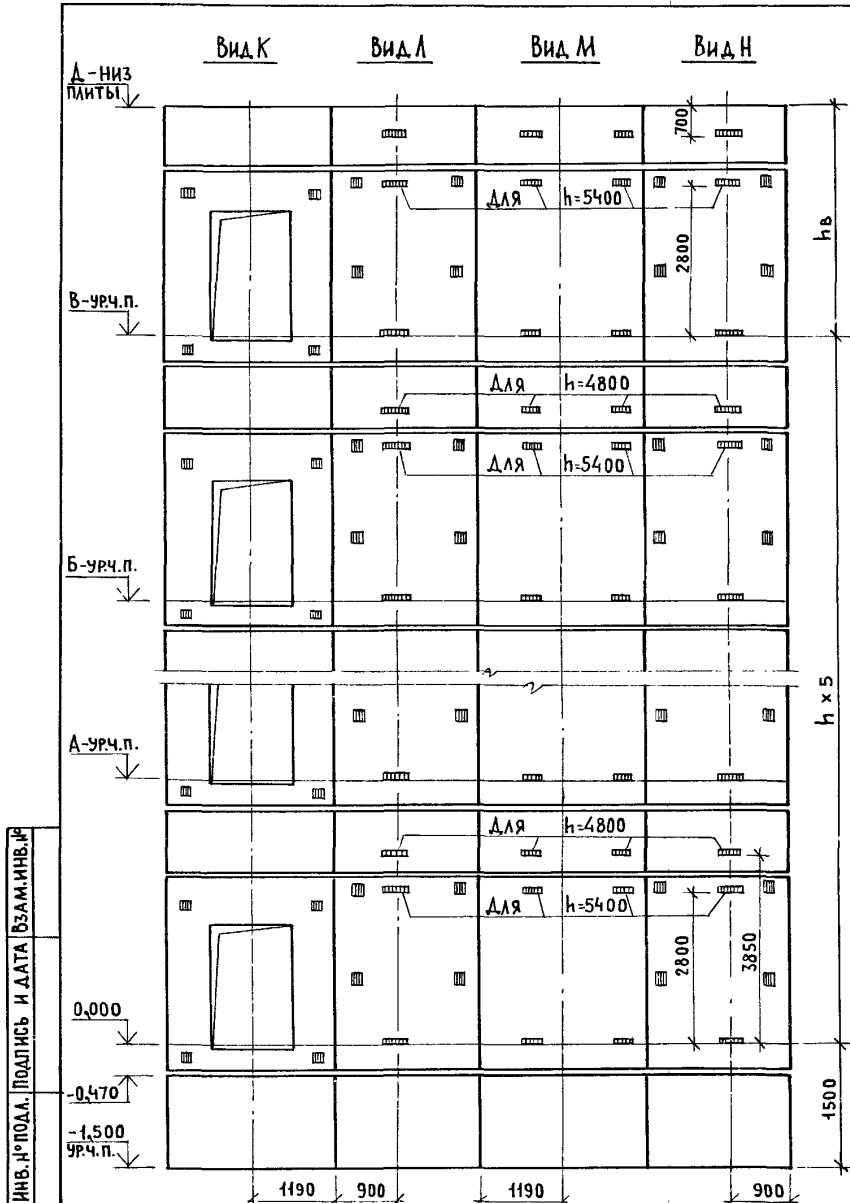 Вид К Вид Л Вид М Вид Н
Д-НИЗ
ПЛИТЫ
700
Для h=5400
2800
hв
В-УР.Ч.П.
Для h=4800
Для h=5400
Б-УР.Ч.П.
h x 5
А-УР.Ч.П.
Для h=4800
Для h=5400
2800
3850
0,000
-0,470
-1,500
УР.Ч.П.
1500
1190 900 1190 900
ИНВ.№ПОДЛ. ПОДПИСЬ И ДАТА ВЗАМ.ИНВ.№